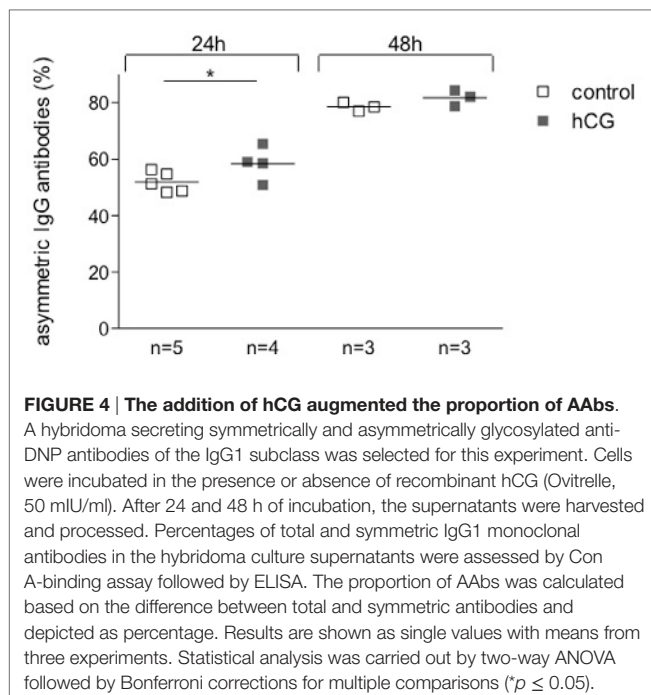 24h 48h
*
asymmetric IgG antibodies (%)
80
60
40
20
0
control
hCG
n=5 n=4 n=3 n=3
FIGURE 4 | The addition of hCG augmented the proportion of AAbs.
A hybridoma secreting symmetrically and asymmetrically glycosylated anti-
DNP antibodies of the IgG1 subclass was selected for this experiment. Cells
were incubated in the presence or absence of recombinant hCG (Ovitrelle,
50 mIU/ml). After 24 and 48 h of incubation, the supernatants were harvested
and processed. Percentages of total and symmetric IgG1 monoclonal
antibodies in the hybridoma culture supernatants were assessed by Con
A-binding assay followed by ELISA. The proportion of AAbs was calculated
based on the difference between total and symmetric antibodies and
depicted as percentage. Results are shown as single values with means from
three experiments. Statistical analysis was carried out by two-way ANOVA
followed by Bonferroni corrections for multiple comparisons (*p ≤ 0.05).